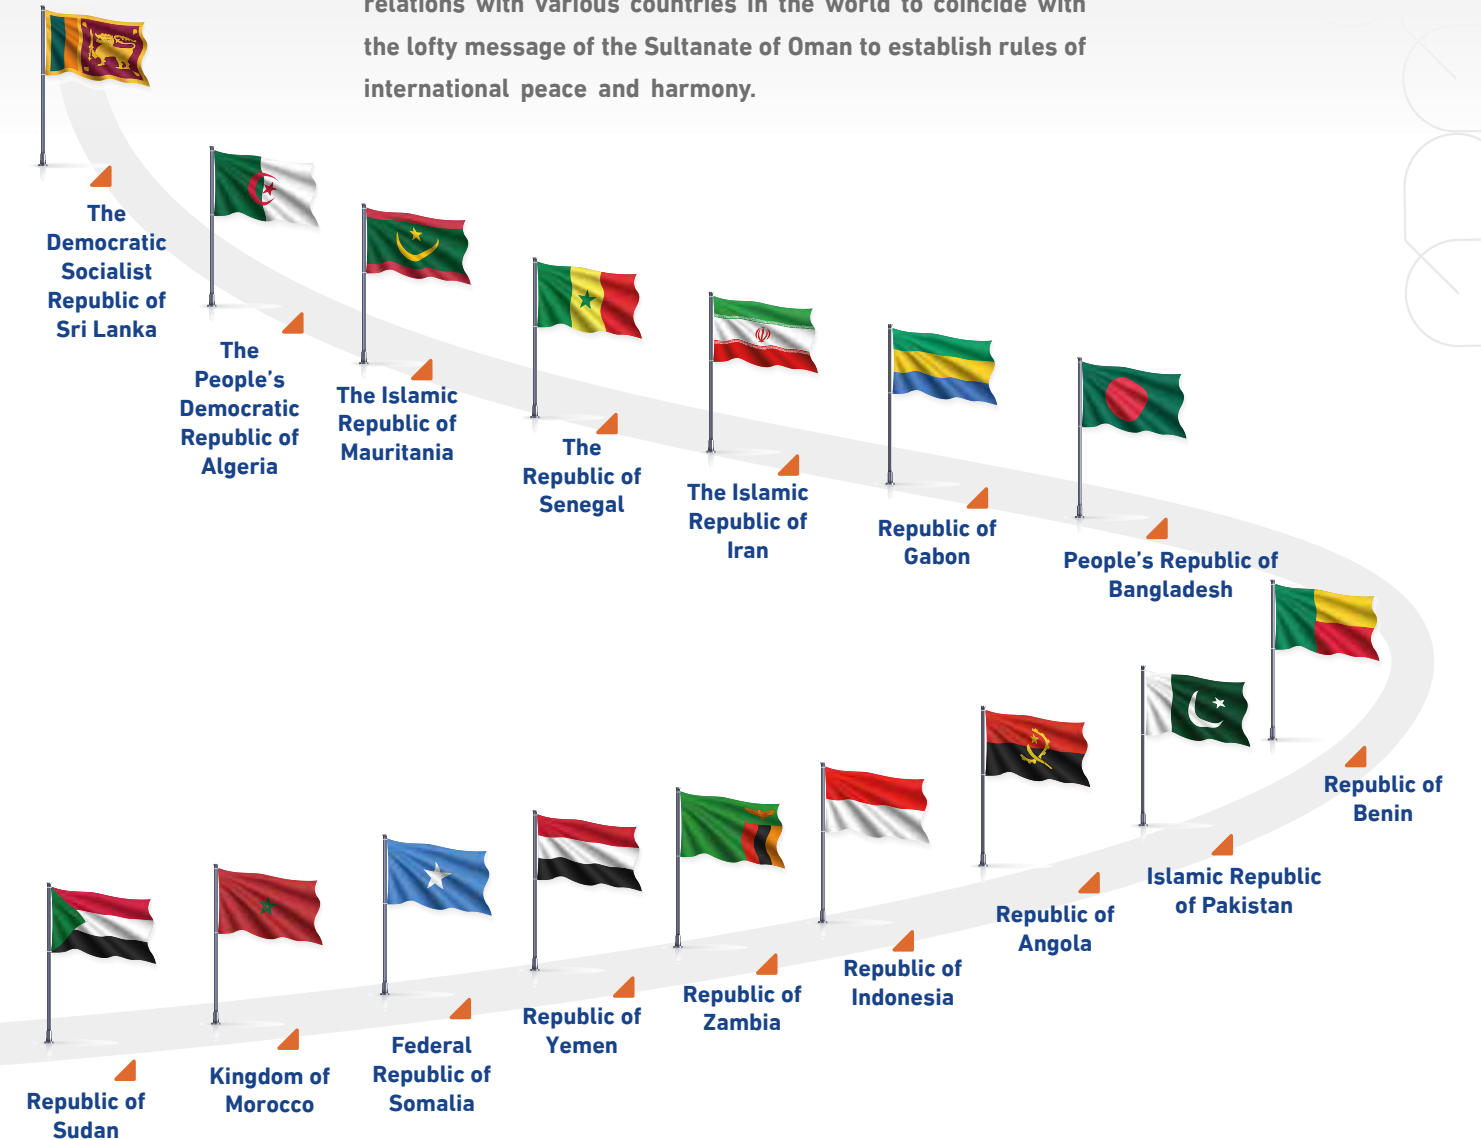 relations with various countries in the world to coincide with
the lofty message of the Sultanate of Oman to establish rules of
international peace and harmony.
The
Democratic
Socialist
Republic of
Sri Lanka
The
People's
Democratic
Republic of
Algeria
The Islamic
Republic of
Mauritania
The
Republic of
Senegal
The Islamic
Republic of
Iran
Republic of
Gabon
People's Republic of
Bangladesh
Republic of
Benin
Islamic Republic
of Pakistan
Republic of
Angola
Republic of
Indonesia
Republic of
Zambia
Republic of
Yemen
Federal
Republic of
Somalia
Kingdom of
Morocco
Republic of
Sudan